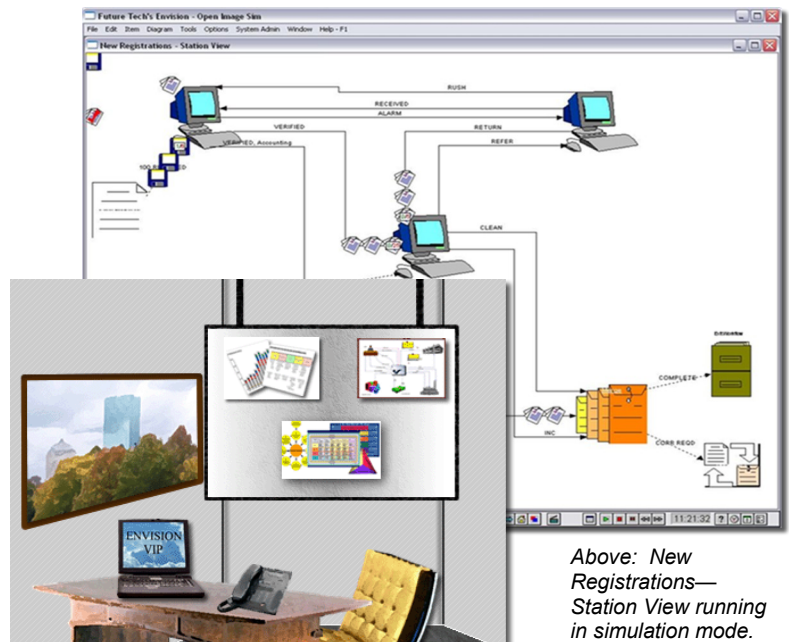 Future Tech's Envision - Open Image Sim
File Edit Item Diagram Tools Options System Admin Window Help - F1
New Registrations - Station View
RUSH
RECEIVED
ALARM
VERIFIED
RETURN
VERIFIED, Accounting
REFER
CLEAN
COMPLETE
INC
CORR REQD
11:21:32
ENVISION
VIP
Above: New
Registrations—
Station View running
in simulation mode.